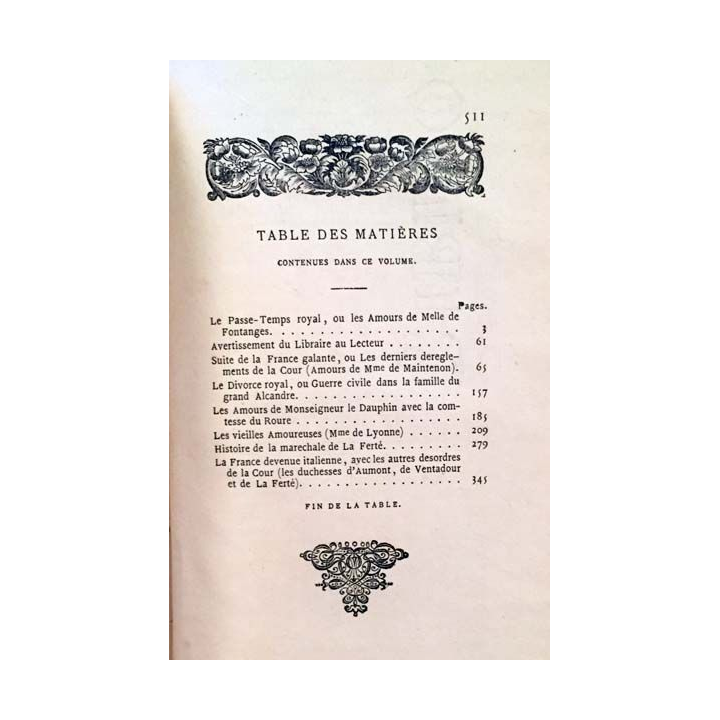 511
TABLE DES MATIÈRES
CONTENUES DANS CE VOLUME.
Pages.
Le Passe-Temps royal, ou les Amours de Melle de
Fontanges. . . . . . . . . . . . . . . . . . . 3
Avertissement du Libraire au Lecteur . . . . . . . 61
Suite de la France galante, ou Les derniers deregle-
ments de la Cour (Amours de Mme de Maintenon). 65
Le Divorce royal, ou Guerre civile dans la famille du
grand Alcandre. . . . . . . . . . . . . . . . . 157
Les Amours de Monseigneur le Dauphin avec la com-
tesse du Roure . . . . . . . . . . . . . . . . . 185
Les vieilles Amoureuses (Mme de Lyonne) . . . . . . 209
Histoire de la marechale de La Ferté. . . . . . . . 279
La France devenue italienne, avec les autres desordres
de la Cour (les duchesses d'Aumont, de Ventadour
et de La Ferté). . . . . . . . . . . . . . . . . 345
FIN DE LA TABLE.